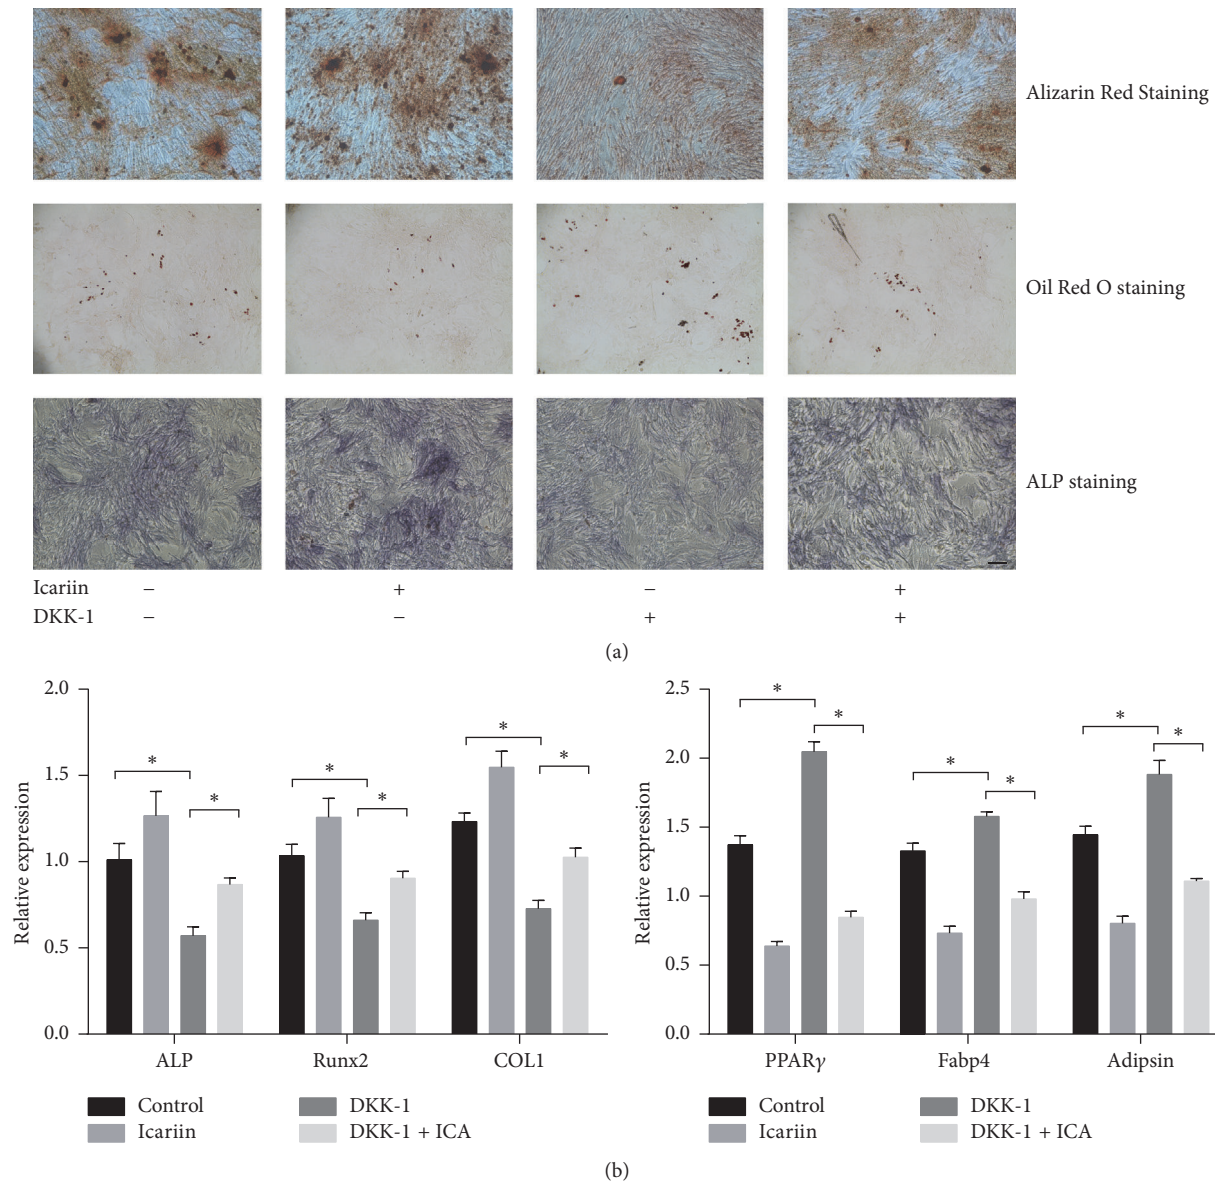 Alizarin Red Staining
Oil Red O staining
ALP staining
Icariin − + − +
DKK-1 − − + +
(a)
2.0
1.5
1.0
0.5
0.0
Relative expression
* * * * * *
ALP Runx2 COL1
Control DKK-1
Icariin DKK-1 + ICA
2.5
2.0
1.5
1.0
0.5
0.0
Relative expression
* * * * * *
PPARγ Fabp4 Adipsin
Control DKK-1
Icariin DKK-1 + ICA
(b)